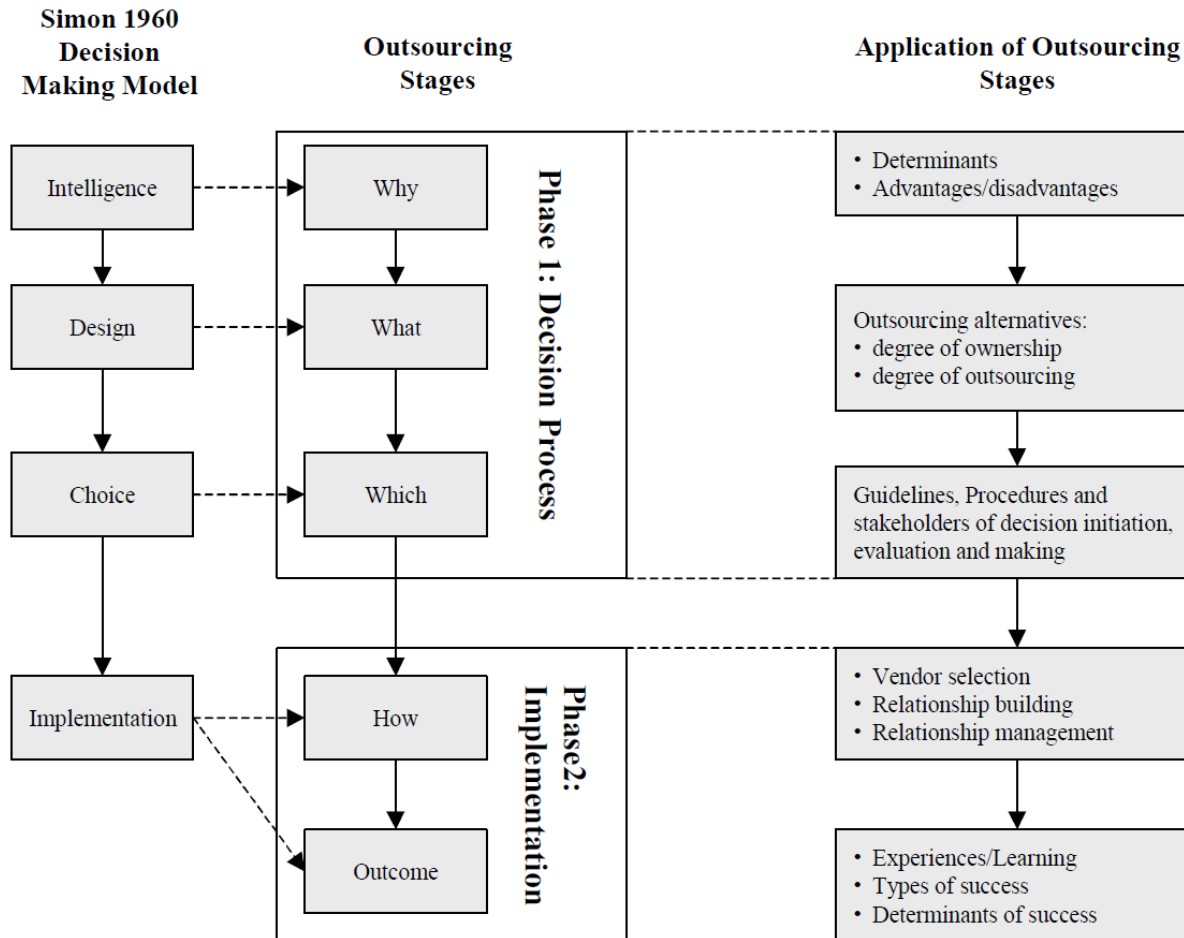 Simon 1960
Decision
Making Model
Outsourcing
Stages
Application of Outsourcing
Stages
Intelligence
Design
Choice
Implementation
Why
What
Which
Phase 1: Decision Process
How
Outcome
Phase2:
Implementation
• Determinants
• Advantages/disadvantages
Outsourcing alternatives:
• degree of ownership
• degree of outsourcing
Guidelines, Procedures and
stakeholders of decision initiation,
evaluation and making
• Vendor selection
• Relationship building
• Relationship management
• Experiences/Learning
• Types of success
• Determinants of success